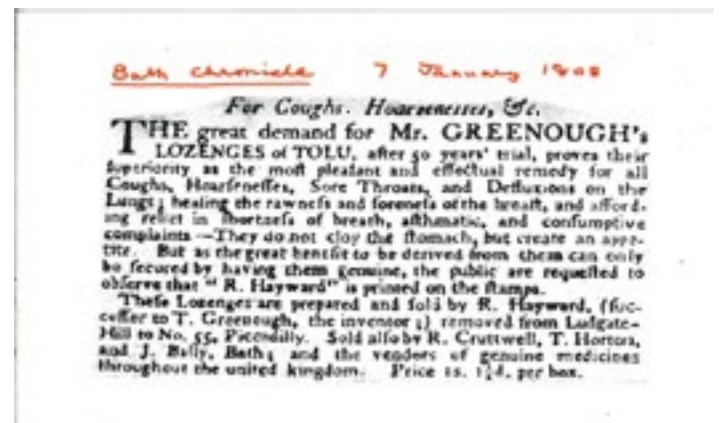 Bath Chronicle 7 January 1808
For Coughs. Hoarsenesses, &c.
THE great demand for Mr. GREENOUGH's
LOZENGES of TOLU, after 50 years' trial, proves their
ſuperiority as the moſt pleaſant and effectual remedy for all
Coughs, Hoarſeneſſes, Sore Throats, and Defluxions on the
Lungs; healing the rawneſs and ſoreneſs of the breaſt, and afford-
ing relief in ſhortneſs of breath, aſthmatic, and conſumptive
complaints —They do not cloy the ſtomach, but create an appe-
tite. But as the great benefit to be derived from them can only
be ſecured by having them genuine, the public are requeſted to
obſerve that " R. Hayward" is printed on the ſtamps.
Theſe Lozenges are prepared and ſold by R. Hayward, (ſuc-
ceſſor to T. Greenough, the inventor;) removed from Ludgate-
Hill to No. 55, Piccadilly. Sold alſo by R. Cruttwell, T. Horton,
and J. Bally, Bath; and the venders of genuine medicines
throughout the united kingdom. Price 1s. 1½d. per box.